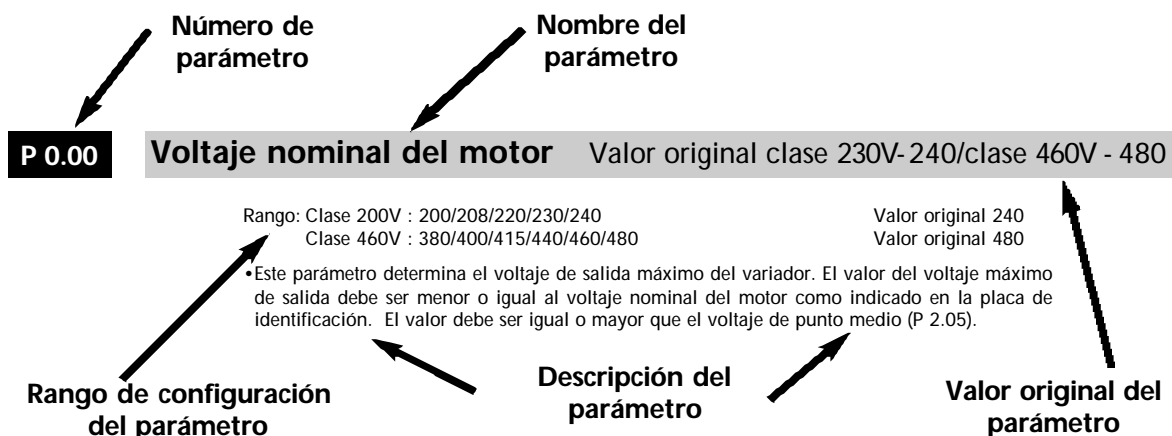 Número de
parámetro
Nombre del
parámetro
P 0.00
Voltaje nominal del motor Valor original clase 230V-240/clase 460V - 480
Rango: Clase 200V : 200/208/220/230/240 Valor original 240
Clase 460V : 380/400/415/440/460/480 Valor original 480
•Este parámetro determina el voltaje de salida máximo del variador. El valor del voltaje máximo
de salida debe ser menor o igual al voltaje nominal del motor como indicado en la placa de
identificación. El valor debe ser igual o mayor que el voltaje de punto medio (P 2.05).
Rango de configuración
del parámetro
Descripción del
parámetro
Valor original del
parámetro